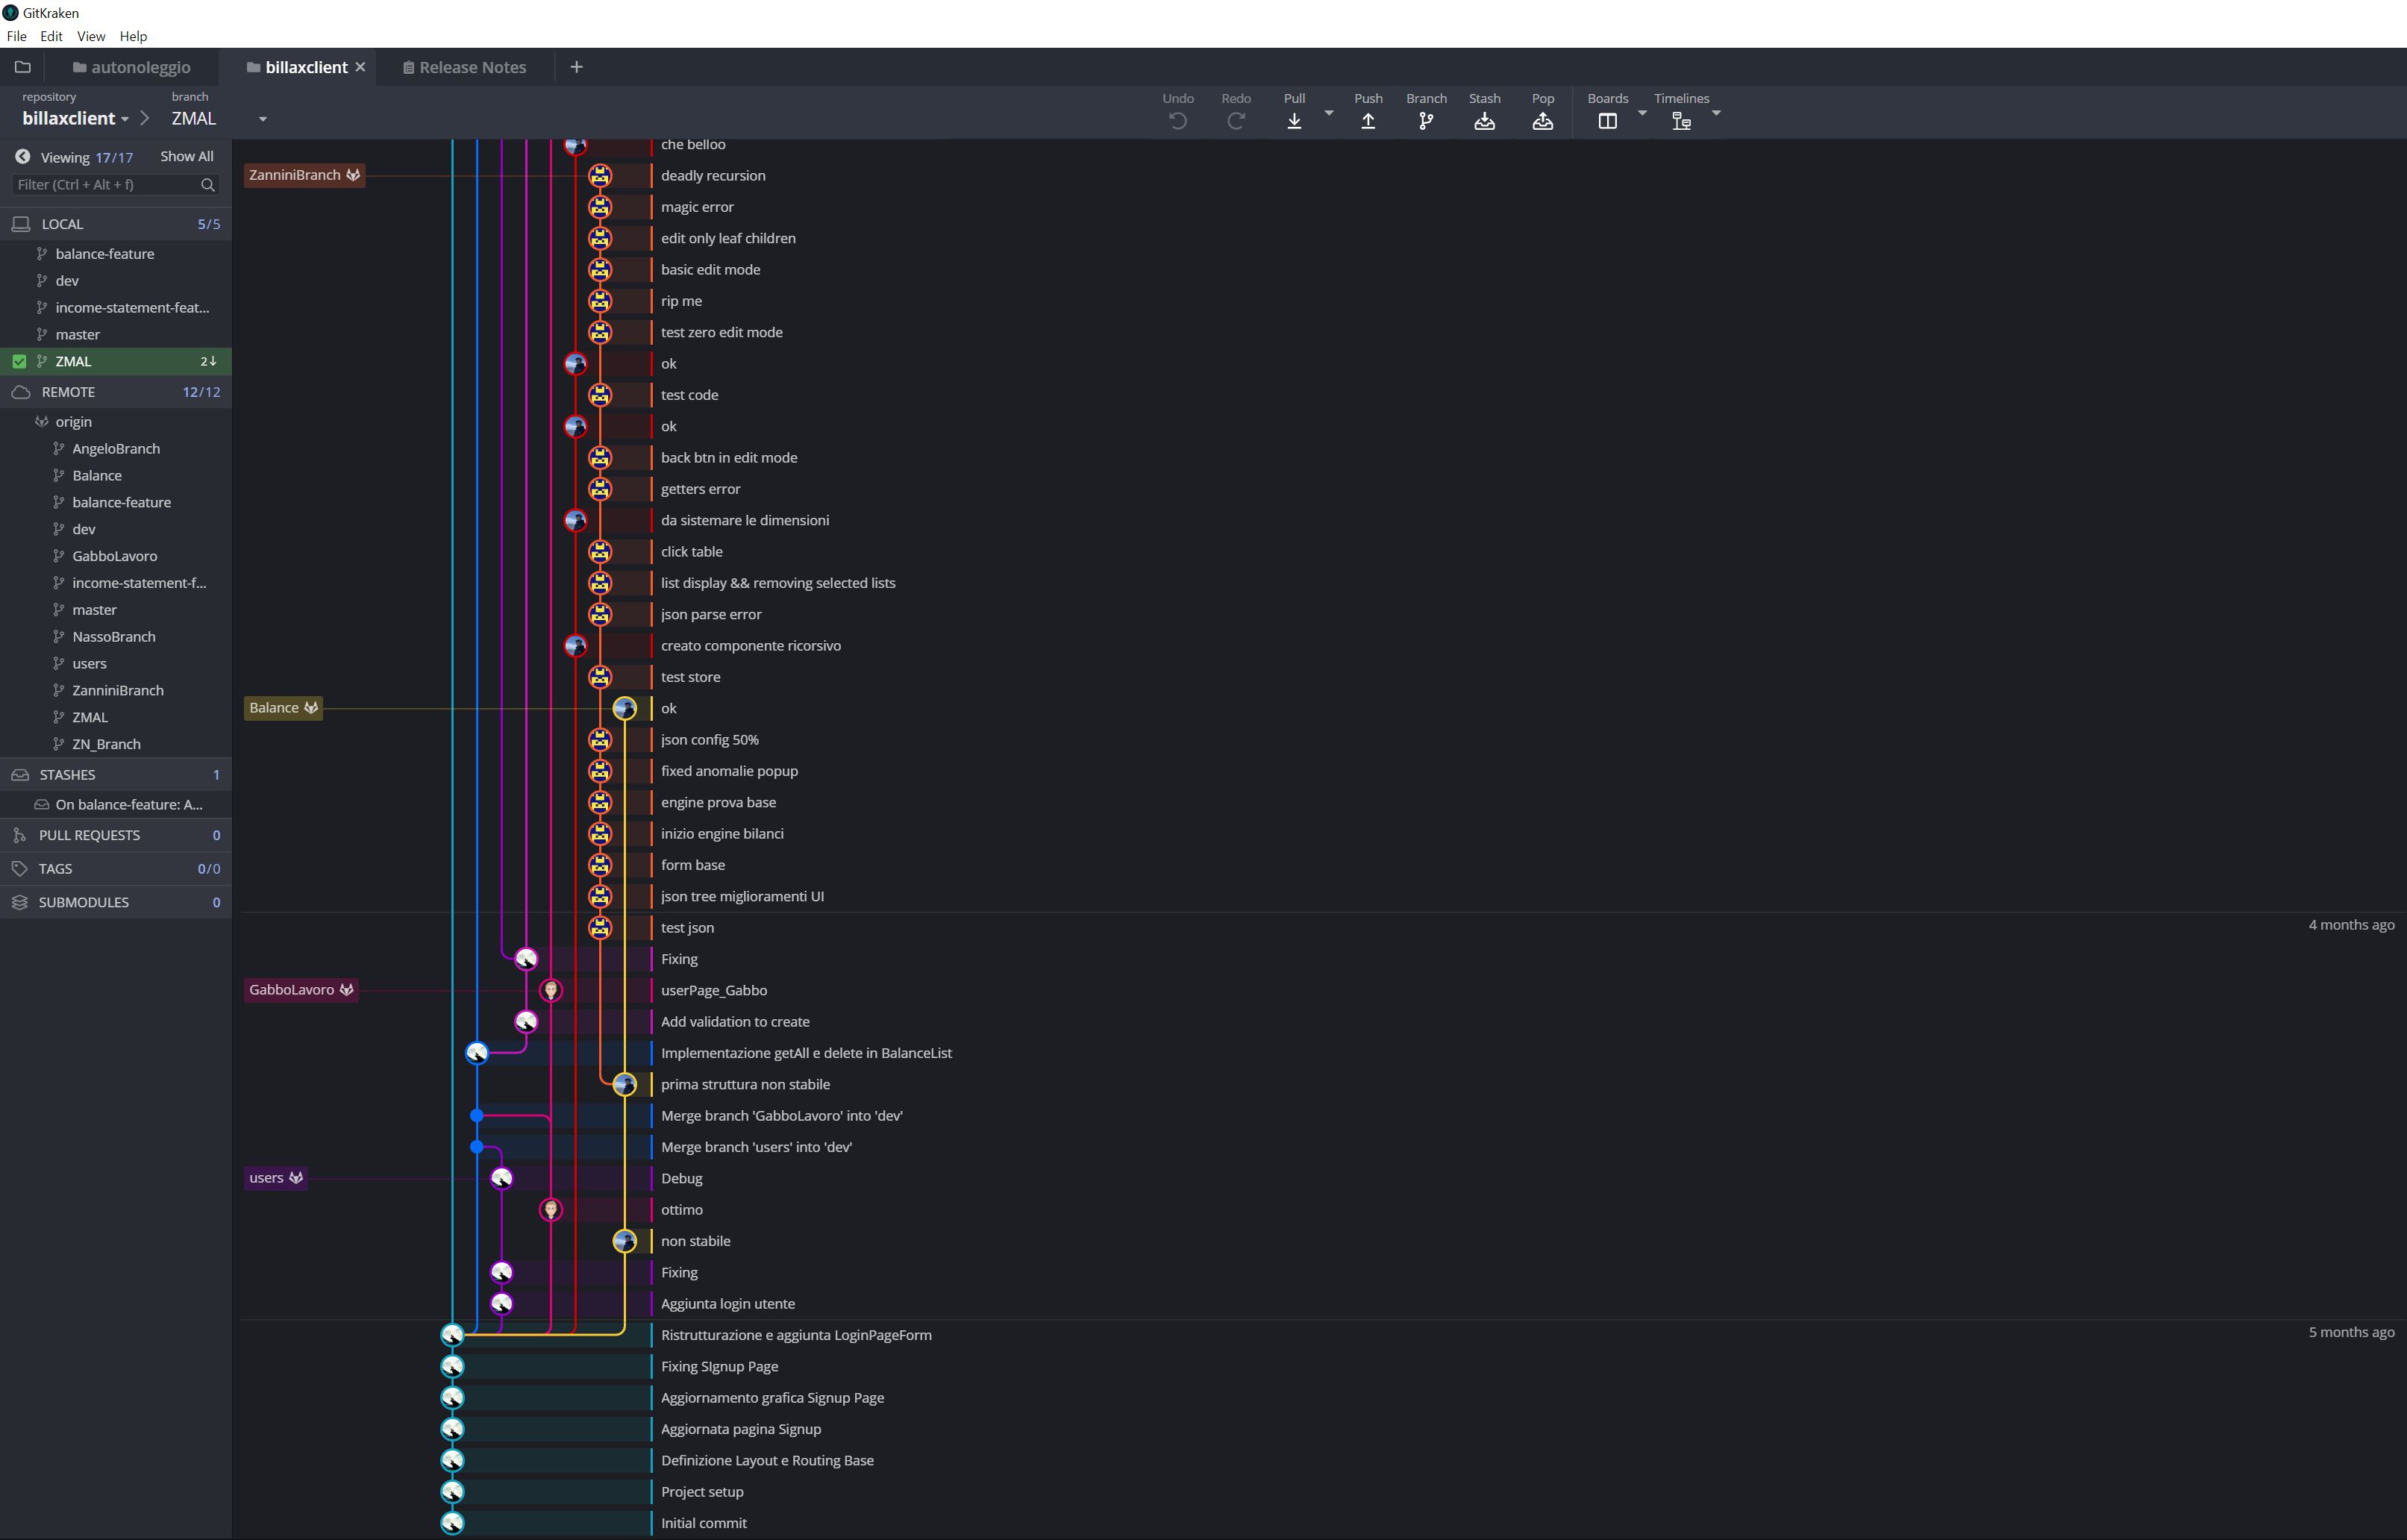 GitKraken
File Edit View Help
autonoleggio billaxclient Release Notes
repository branch
billaxclient ZMAL
Undo Redo Pull Push Branch Stash Pop Boards Timelines
Viewing 17/17 Show All
Filter (Ctrl + Alt + f)
LOCAL 5/5
balance-feature
dev
income-statement-feat...
master
ZMAL 2↓
REMOTE 12/12
origin
AngeloBranch
Balance
balance-feature
dev
GabboLavoro
income-statement-f...
master
NassoBranch
users
ZanniniBranch
ZMAL
ZN_Branch
STASHES 1
On balance-feature: A...
PULL REQUESTS 0
TAGS 0/0
SUBMODULES 0
che belloo
ZanniniBranch deadly recursion
magic error
edit only leaf children
basic edit mode
rip me
test zero edit mode
ok
test code
ok
back btn in edit mode
getters error
da sistemare le dimensioni
click table
list display && removing selected lists
json parse error
creato componente ricorsivo
test store
Balance ok
json config 50%
fixed anomalie popup
engine prova base
inizio engine bilanci
form base
json tree miglioramenti UI
test json 4 months ago
Fixing
GabboLavoro userPage_Gabbo
Add validation to create
Implementazione getAll e delete in BalanceList
prima struttura non stabile
Merge branch 'GabboLavoro' into 'dev'
Merge branch 'users' into 'dev'
users Debug
ottimo
non stabile
Fixing
Aggiunta login utente
Ristrutturazione e aggiunta LoginPageForm 5 months ago
Fixing SIgnup Page
Aggiornamento grafica Signup Page
Aggiornata pagina Signup
Definizione Layout e Routing Base
Project setup
Initial commit